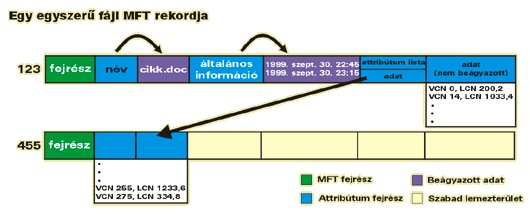 Egy egyszerű fájl MFT rekordja
123
fejrész
név
cikk.doc
általános
információ
1999. szept. 30. 22:45
1999. szept. 30. 23:15
attribútum lista
adat
adat
(nem beágyazott)
VCN 0, LCN 200,2
VCN 14, LCN 1033,4
455
fejrész
VCN 255, LCN 1233,6
VCN 275, LCN 334,8
MFT fejrész
Beágyazott adat
Attribútum fejrész
Szabad lemezterület